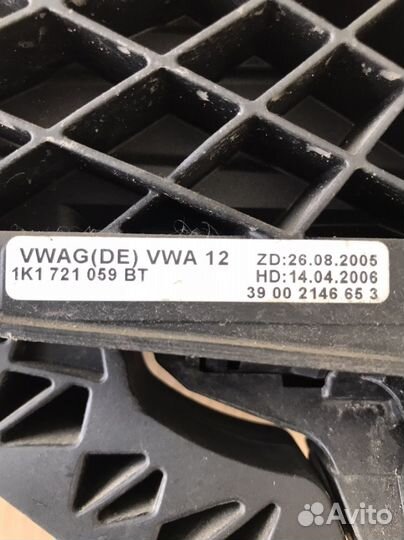 VWAG(DE) VWA 12 ZD:26.08.2005
1K1 721 059 BT HD:14.04.2006
39 00 2146 65 3
Avito